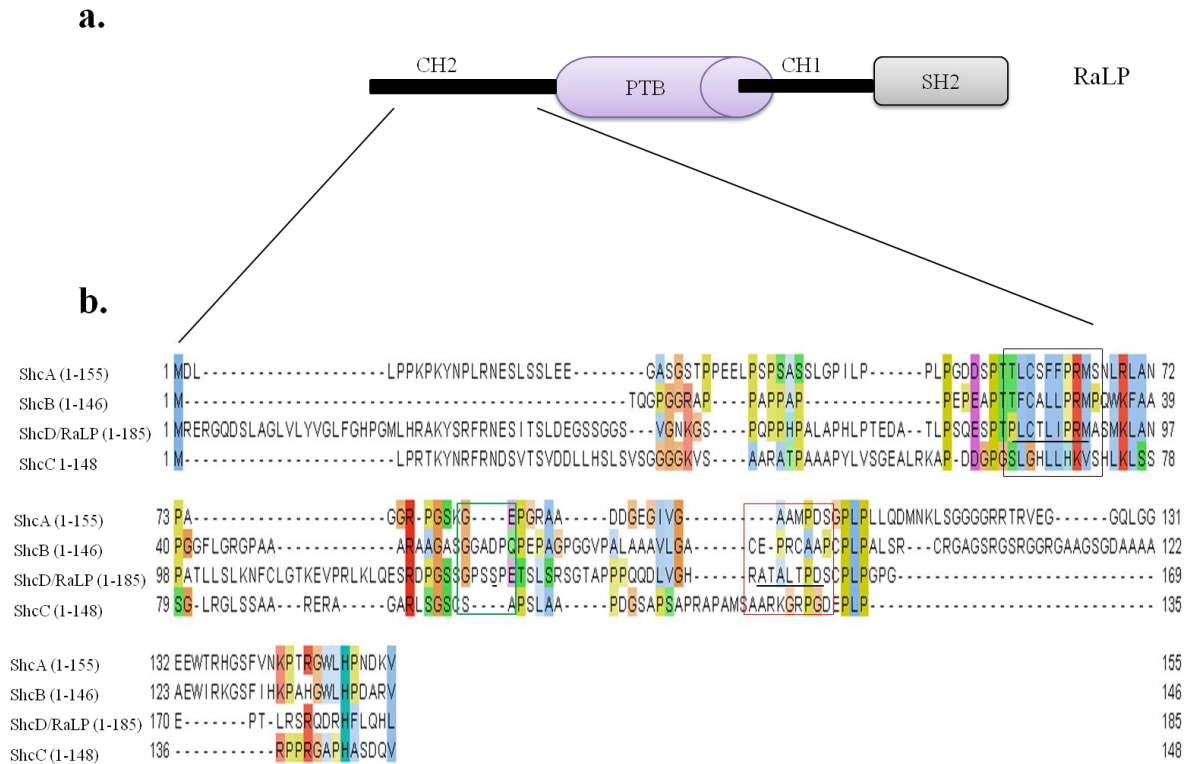 a.
CH2
PTB
CH1
SH2
RaLP
b.
ShcA (1-155) 1 MDL--------------------LPPKPKYNPLRNESLSSLEE--------GASGSTPPEELPSPSASSLGPILP------PLPGDDSPTTLCSFFPRMSNLRLAN 72
ShcB (1-146) 1 M------------------------------------------------TQGPGGRAP-----PAPPAP---------------PEPEAPTTFCALLPRMPQWKFAA 39
ShcD/RaLP (1-185) 1 MRERGQDSLAGLVLYVGLFGHPGMLHRAKYSRFRNESITSLDEGSSGGS---VGNKGS-----PQPPHPALAPHLPTEDA--TLPSQESPTPLCTLIPRMASMKLAN 97
ShcC 1-148 1 M-----------------------LPRTKYNRFRNDSVTSVDDLLHSLSVSGGGGKVS-----AARATPAAAPYLVSGEALRKAP-DDGPGSLGHLLHKVSHLKLSS 78
ShcA (1-155) 73 PA---------------------GGR-PGSKG----EPGRAA-----DDGEGIVG----------AAMPDSGPLPLLQDMNKLSGGGGRRTRVEG------GQLGG 131
ShcB (1-146) 40 PGGFLGRGPAA-------------ARAAGASGGADPQPEPAGPGGVPALAAAVLGA------CE-PRCAAPCPLPALSR---CRGAGSRGSRGGRGAAGSGDAAAA 122
ShcD/RaLP (1-185) 98 PATLLSLKNFCLGTKEVPRLKLQESRDPGSSGPSSPETSLSRSGTAPPPQQDLVGH------RATALTPDSCPLPGPG---------------------------- 169
ShcC (1-148) 79 SG--LRGLSSAA---RERA----GARLSGSCS----APSLAA-----PDGSAPSAPRAPAMSAARKGRPGDEPLP-------------------------------- 135
ShcA (1-155) 132 EEWTRHGSFVNKPTRGWLHPNDKV 155
ShcB (1-146) 123 AEWIRKGSFIHKPAHGWLHPDARV 146
ShcD/RaLP (1-185) 170 E-------PT-LRSRQDRHFLQHL 185
ShcC (1-148) 136 -----------RPPRGAPHASDQV 148